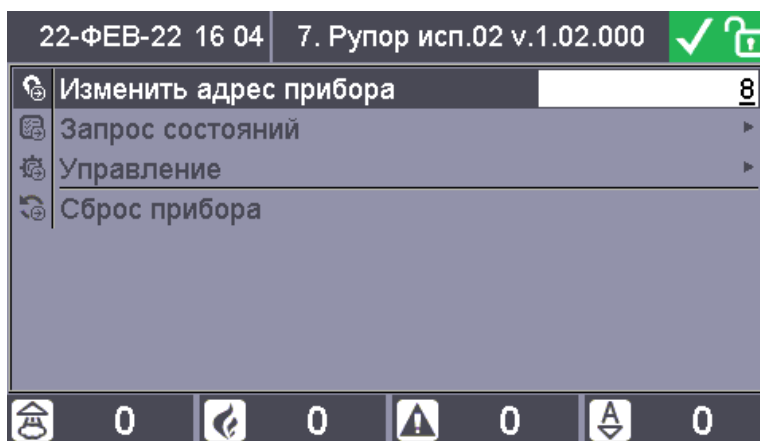 22-ФЕВ-22 16 04 7. Рупор исп.02 v.1.02.000
Изменить адрес прибора 8
Запрос состояний
Управление
Сброс прибора
0 0 0 A 0